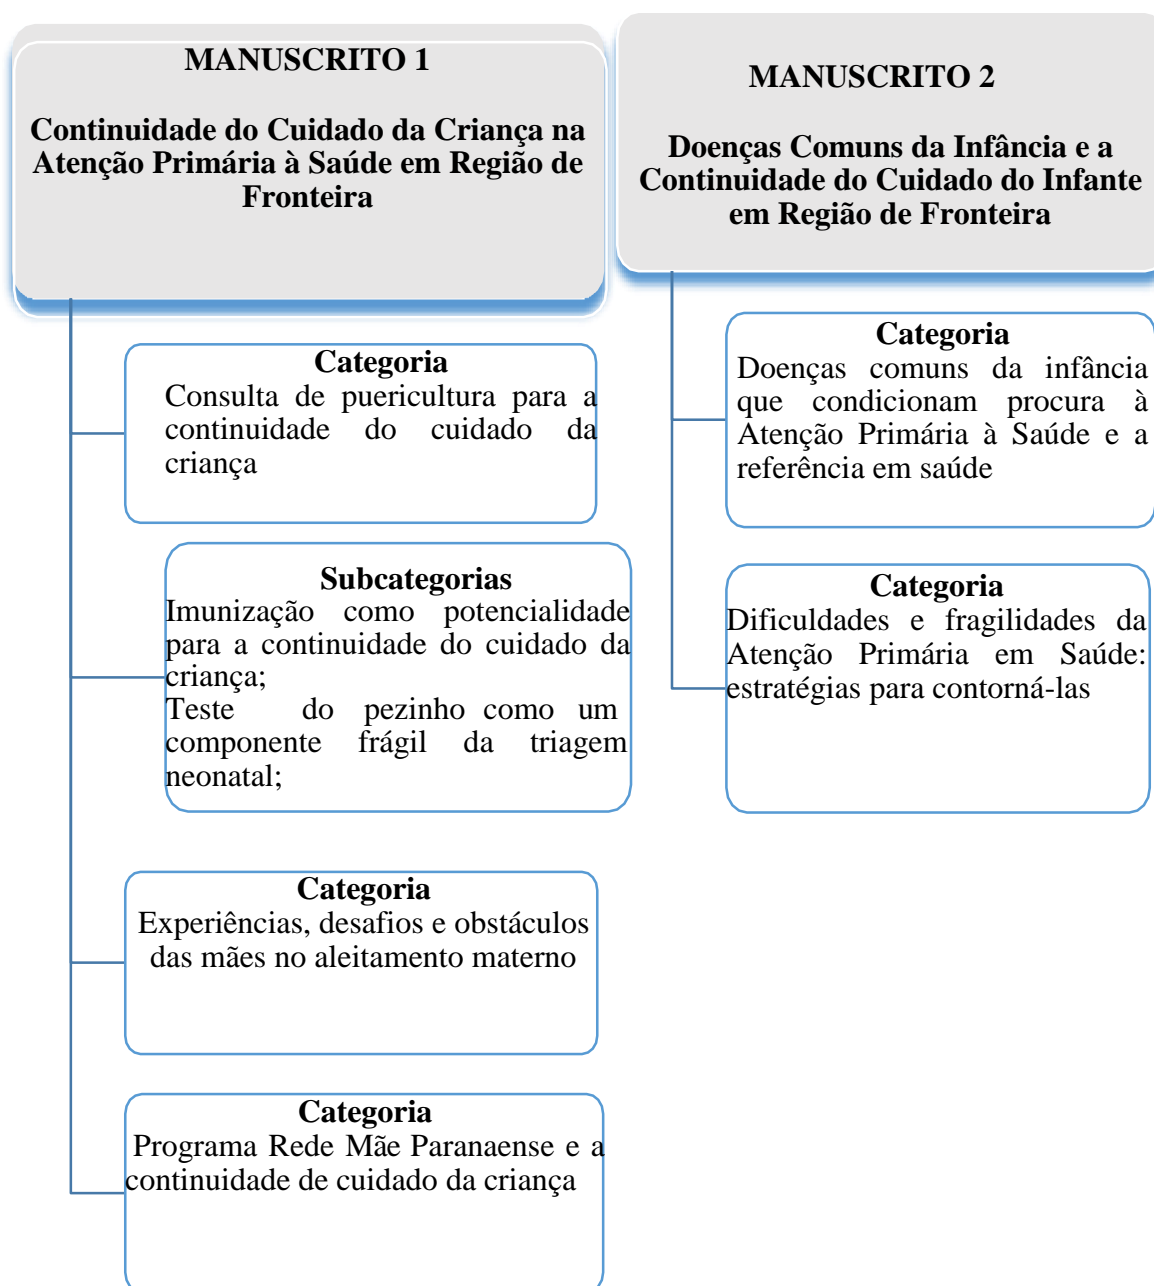 MANUSCRITO 1
Continuidade do Cuidado da Criança na
Atenção Primária à Saúde em Região de
Fronteira
Categoria
Consulta de puericultura para a
continuidade do cuidado da
criança
Subcategorias
Imunização como potencialidade
para a continuidade do cuidado da
criança;
Teste do pezinho como um
componente frágil da triagem
neonatal;
Categoria
Experiências, desafios e obstáculos
das mães no aleitamento materno
Categoria
Programa Rede Mãe Paranaense e a
continuidade de cuidado da criança
MANUSCRITO 2
Doenças Comuns da Infância e a
Continuidade do Cuidado do Infante
em Região de Fronteira
Categoria
Doenças comuns da infância
que condicionam procura à
Atenção Primária à Saúde e a
referência em saúde
Categoria
Dificuldades e fragilidades da
Atenção Primária em Saúde:
estratégias para contorná-las